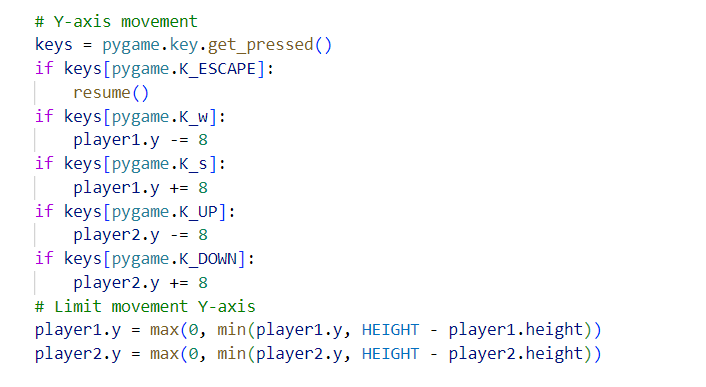 # Y-axis movement
keys = pygame.key.get_pressed()
if keys[pygame.K_ESCAPE]:
    resume()
if keys[pygame.K_w]:
    player1.y -= 8
if keys[pygame.K_s]:
    player1.y += 8
if keys[pygame.K_UP]:
    player2.y -= 8
if keys[pygame.K_DOWN]:
    player2.y += 8
# Limit movement Y-axis
player1.y = max(0, min(player1.y, HEIGHT - player1.height))
player2.y = max(0, min(player2.y, HEIGHT - player2.height))